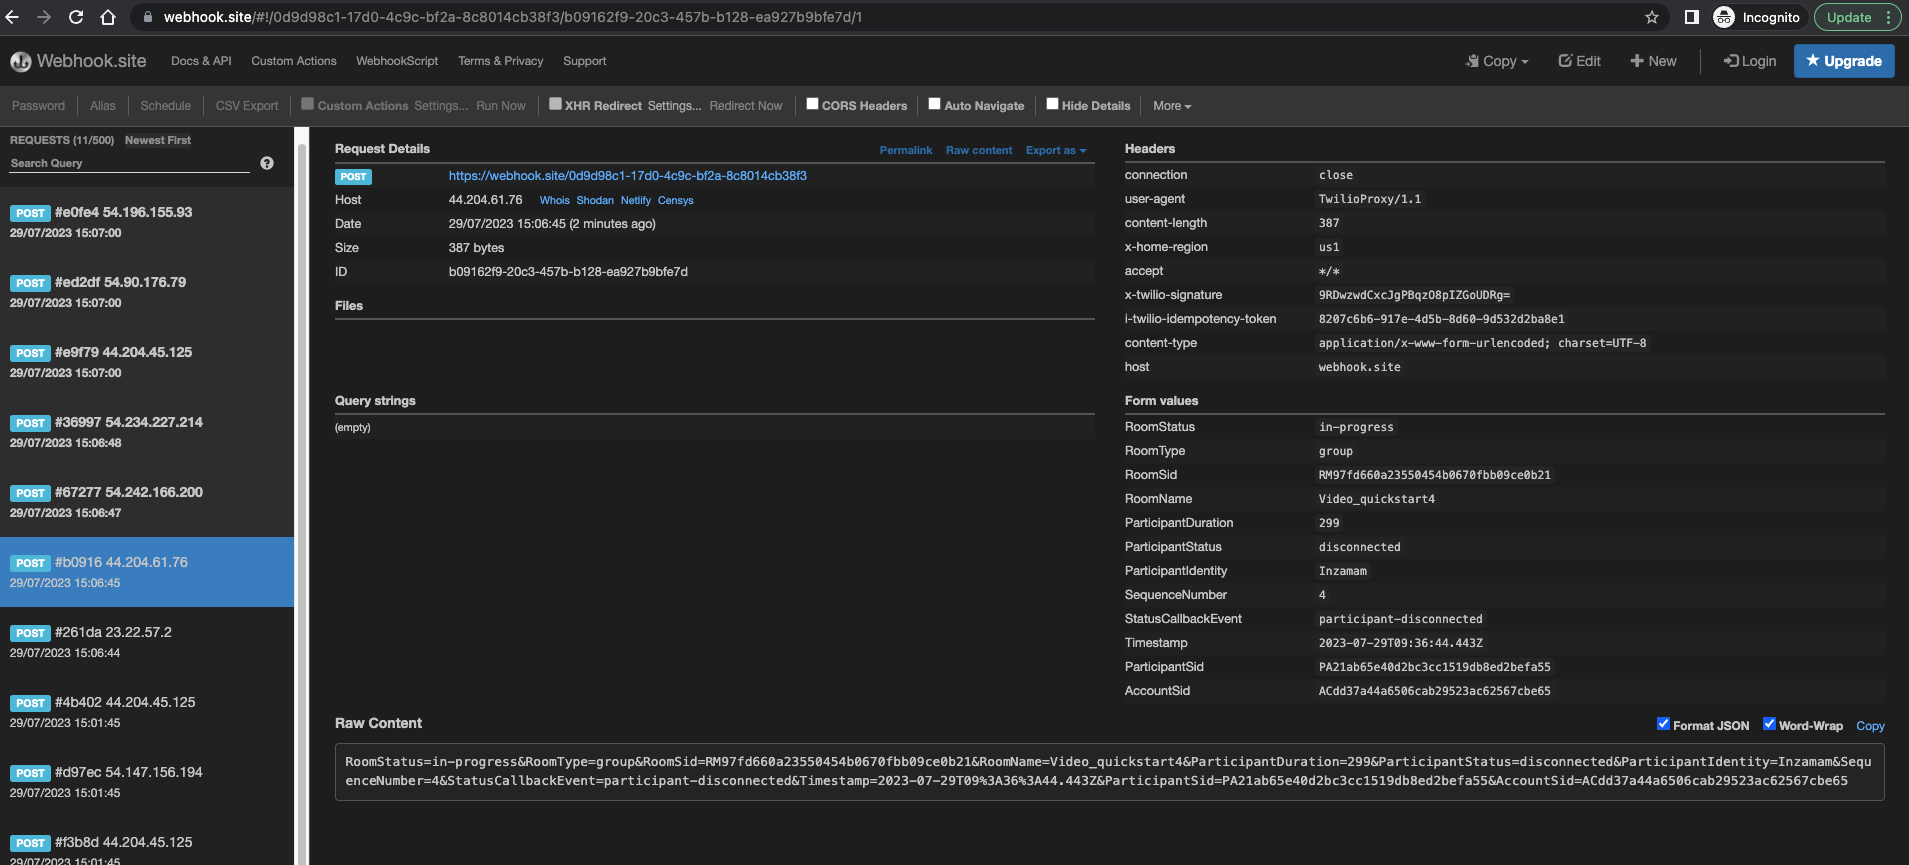 webhook.site/#!/0d9d98c1-17d0-4c9c-bf2a-8c8014cb38f3/b09162f9-20c3-457b-b128-ea927b9bfe7d/1
Incognito
Update
Webhook.site
Docs & API
Custom Actions
WebhookScript
Terms & Privacy
Support
Copy
Edit
New
Login
Upgrade
Password
Alias
Schedule
CSV Export
Custom Actions Settings... Run Now
XHR Redirect Settings... Redirect Now
CORS Headers
Auto Navigate
Hide Details
More
REQUESTS (11/500) Newest First
Search Query
?
POST #e0fe4 54.196.155.93
29/07/2023 15:07:00
POST #ed2df 54.90.176.79
29/07/2023 15:07:00
POST #e9f79 44.204.45.125
29/07/2023 15:07:00
POST #36997 54.234.227.214
29/07/2023 15:06:48
POST #67277 54.242.166.200
29/07/2023 15:06:47
POST #b0916 44.204.61.76
29/07/2023 15:06:45
POST #261da 23.22.57.2
29/07/2023 15:06:44
POST #4b402 44.204.45.125
29/07/2023 15:01:45
POST #d97ec 54.147.156.194
29/07/2023 15:01:45
POST #f3b8d 44.204.45.125
29/07/2023 15:01:45
Request Details
Permalink Raw content Export as
POST https://webhook.site/0d9d98c1-17d0-4c9c-bf2a-8c8014cb38f3
Host 44.204.61.76 Whois Shodan Netlify Censys
Date 29/07/2023 15:06:45 (2 minutes ago)
Size 387 bytes
ID b09162f9-20c3-457b-b128-ea927b9bfe7d
Files
Headers
connection close
user-agent TwilioProxy/1.1
content-length 387
x-home-region us1
accept */*
x-twilio-signature 9RDwzwdCxcJgPBqzO8pIZGoUDRg=
i-twilio-idempotency-token 8207c6b6-917e-4d5b-8d60-9d532d2ba8e1
content-type application/x-www-form-urlencoded; charset=UTF-8
host webhook.site
Query strings
(empty)
Form values
RoomStatus in-progress
RoomType group
RoomSid RM97fd660a23550454b0670fbb09ce0b21
RoomName Video_quickstart4
ParticipantDuration 299
ParticipantStatus disconnected
ParticipantIdentity Inzamam
SequenceNumber 4
StatusCallbackEvent participant-disconnected
Timestamp 2023-07-29T09:36:44.443Z
ParticipantSid PA21ab65e40d2bc3cc1519db8ed2befa55
AccountSid ACdd37a44a6506cab29523ac62567cbe65
Raw Content
Format JSON Word-Wrap Copy
RoomStatus=in-progress&RoomType=group&RoomSid=RM97fd660a23550454b0670fbb09ce0b21&RoomName=Video_quickstart4&ParticipantDuration=299&ParticipantStatus=disconnected&ParticipantIdentity=Inzamam&Sequ
enceNumber=4&StatusCallbackEvent=participant-disconnected&Timestamp=2023-07-29T09%3A36%3A44.443Z&ParticipantSid=PA21ab65e40d2bc3cc1519db8ed2befa55&AccountSid=ACdd37a44a6506cab29523ac62567cbe65